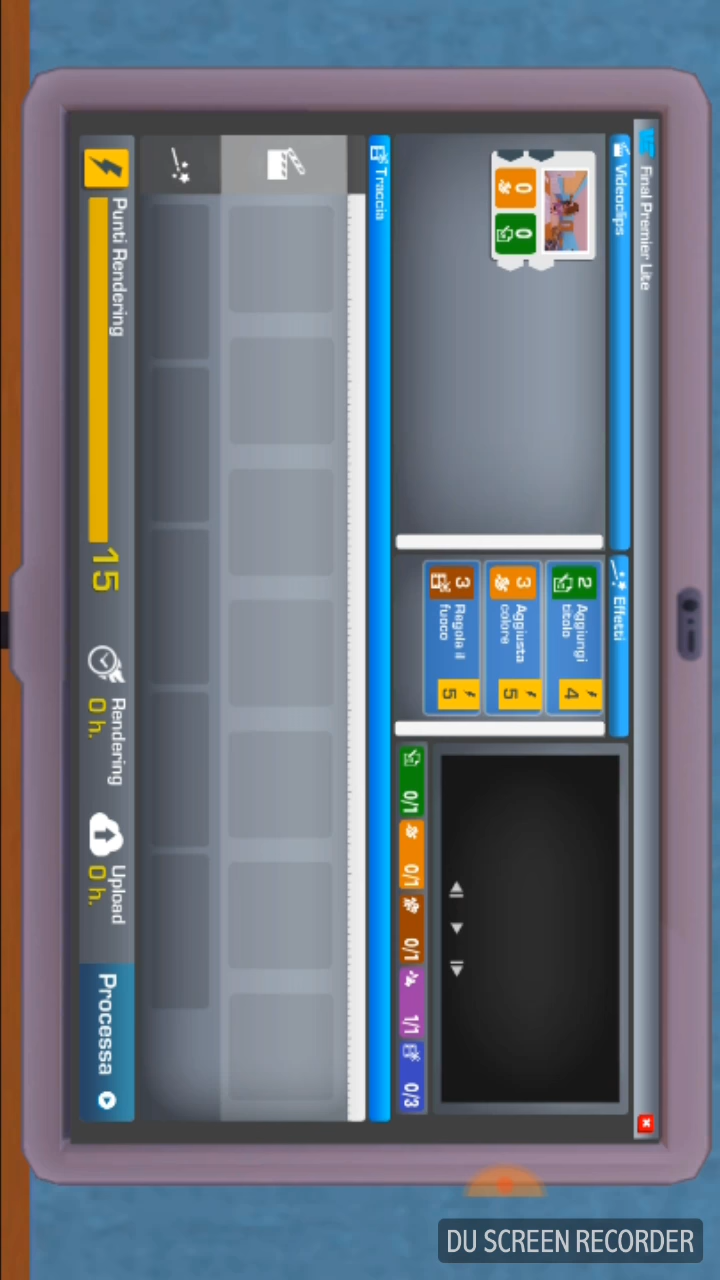 Final Premier Lite
Videoclips
0
0
Effetti
2
Aggiungi
titolo
4
3
Aggiusta
colore
5
3
Regola il
fuoco
5
0/1
0/1
0/1
1/1
0/3
Traccia
Punti Rendering
15
Rendering
0 h.
Upload
0 h.
Processa
DU SCREEN RECORDER